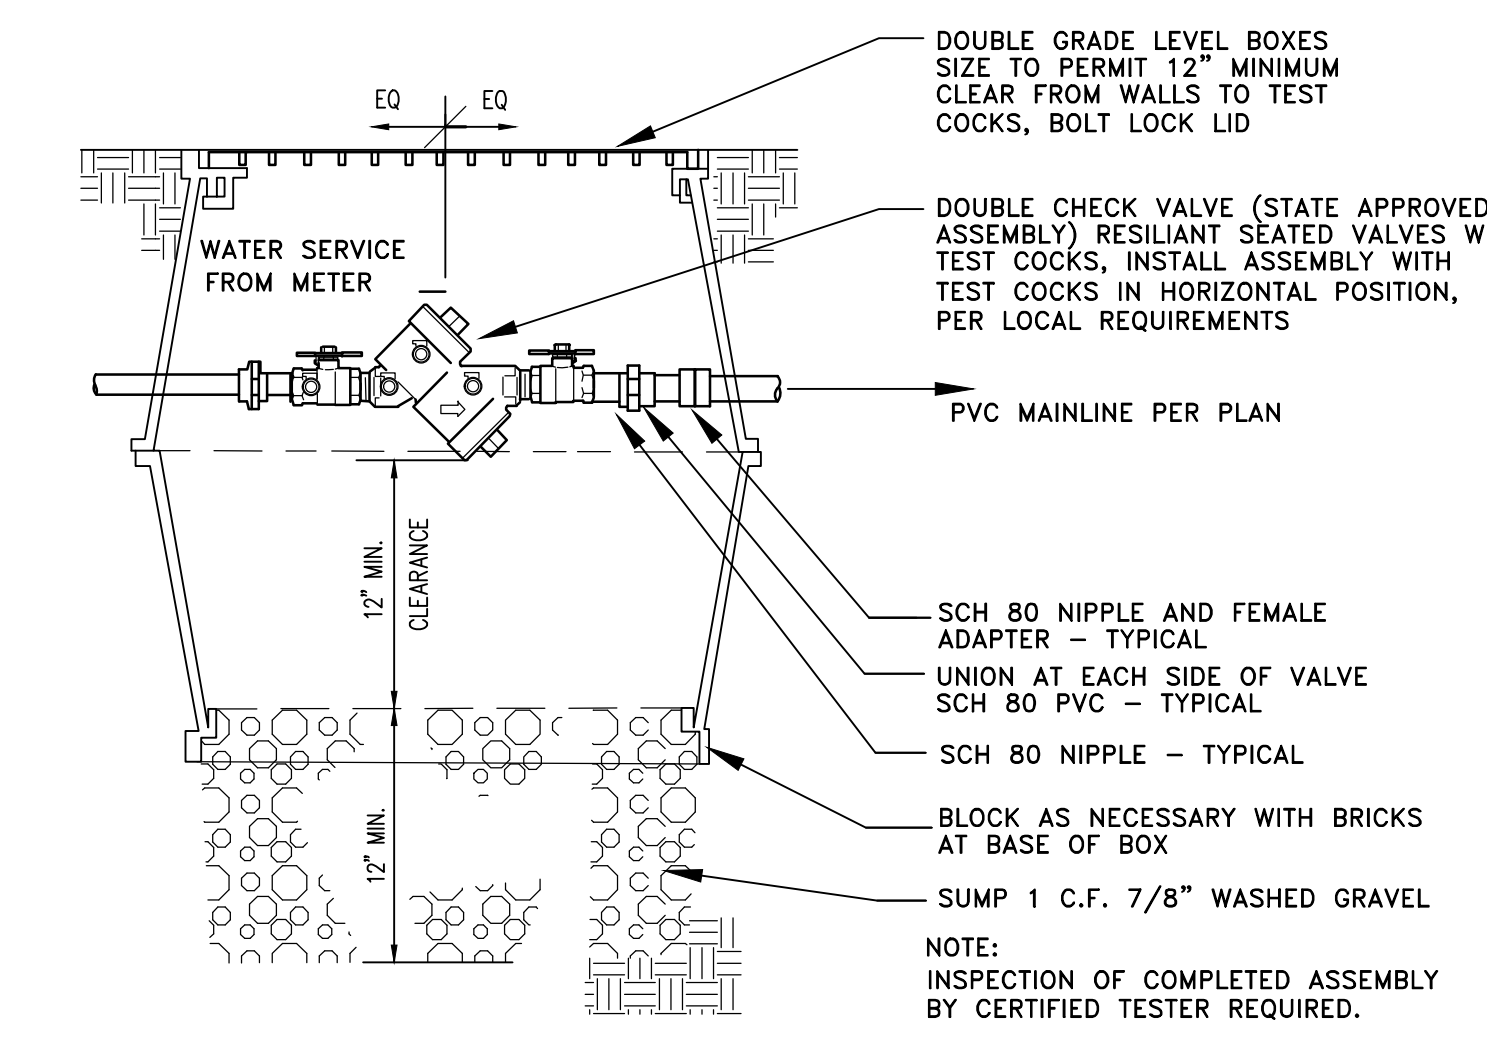 DOUBLE GRADE LEVEL BOXES
SIZE TO PERMIT 12" MINIMUM
CLEAR FROM WALLS TO TEST
COCKS, BOLT LOCK LID
EQ EQ
DOUBLE CHECK VALVE (STATE APPROVED
ASSEMBLY) RESILIANT SEATED VALVES W
TEST COCKS, INSTALL ASSEMBLY WITH
TEST COCKS IN HORIZONTAL POSITION,
PER LOCAL REQUIREMENTS
WATER SERVICE
FROM METER
PVC MAINLINE PER PLAN
12" MIN.
CLEARANCE
SCH 80 NIPPLE AND FEMALE
ADAPTER – TYPICAL
UNION AT EACH SIDE OF VALVE
SCH 80 PVC – TYPICAL
SCH 80 NIPPLE – TYPICAL
12" MIN.
BLOCK AS NECESSARY WITH BRICKS
AT BASE OF BOX
SUMP 1 C.F. 7/8" WASHED GRAVEL
NOTE:
INSPECTION OF COMPLETED ASSEMBLY
BY CERTIFIED TESTER REQUIRED.